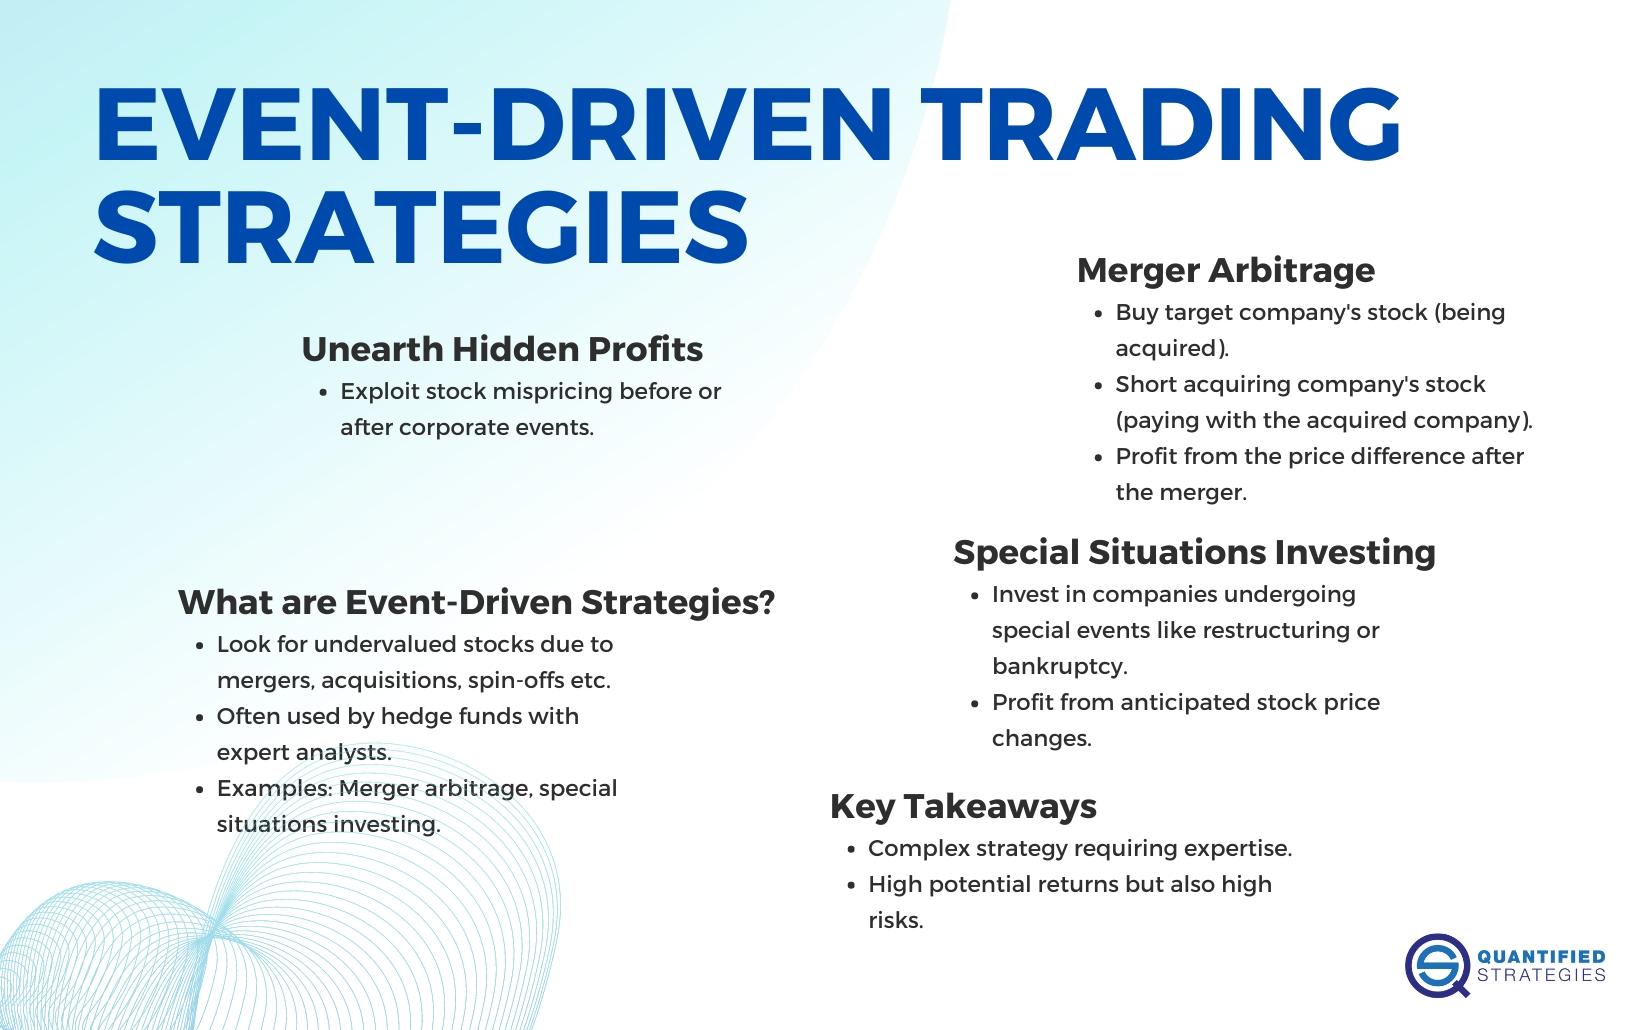 EVENT-DRIVEN TRADING
STRATEGIES
Unearth Hidden Profits
• Exploit stock mispricing before or
after corporate events.
What are Event-Driven Strategies?
• Look for undervalued stocks due to
mergers, acquisitions, spin-offs etc.
• Often used by hedge funds with
expert analysts.
• Examples: Merger arbitrage, special
situations investing.
Merger Arbitrage
• Buy target company's stock (being
acquired).
• Short acquiring company's stock
(paying with the acquired company).
• Profit from the price difference after
the merger.
Special Situations Investing
• Invest in companies undergoing
special events like restructuring or
bankruptcy.
• Profit from anticipated stock price
changes.
Key Takeaways
• Complex strategy requiring expertise.
• High potential returns but also high
risks.
QUANTIFIED
STRATEGIES